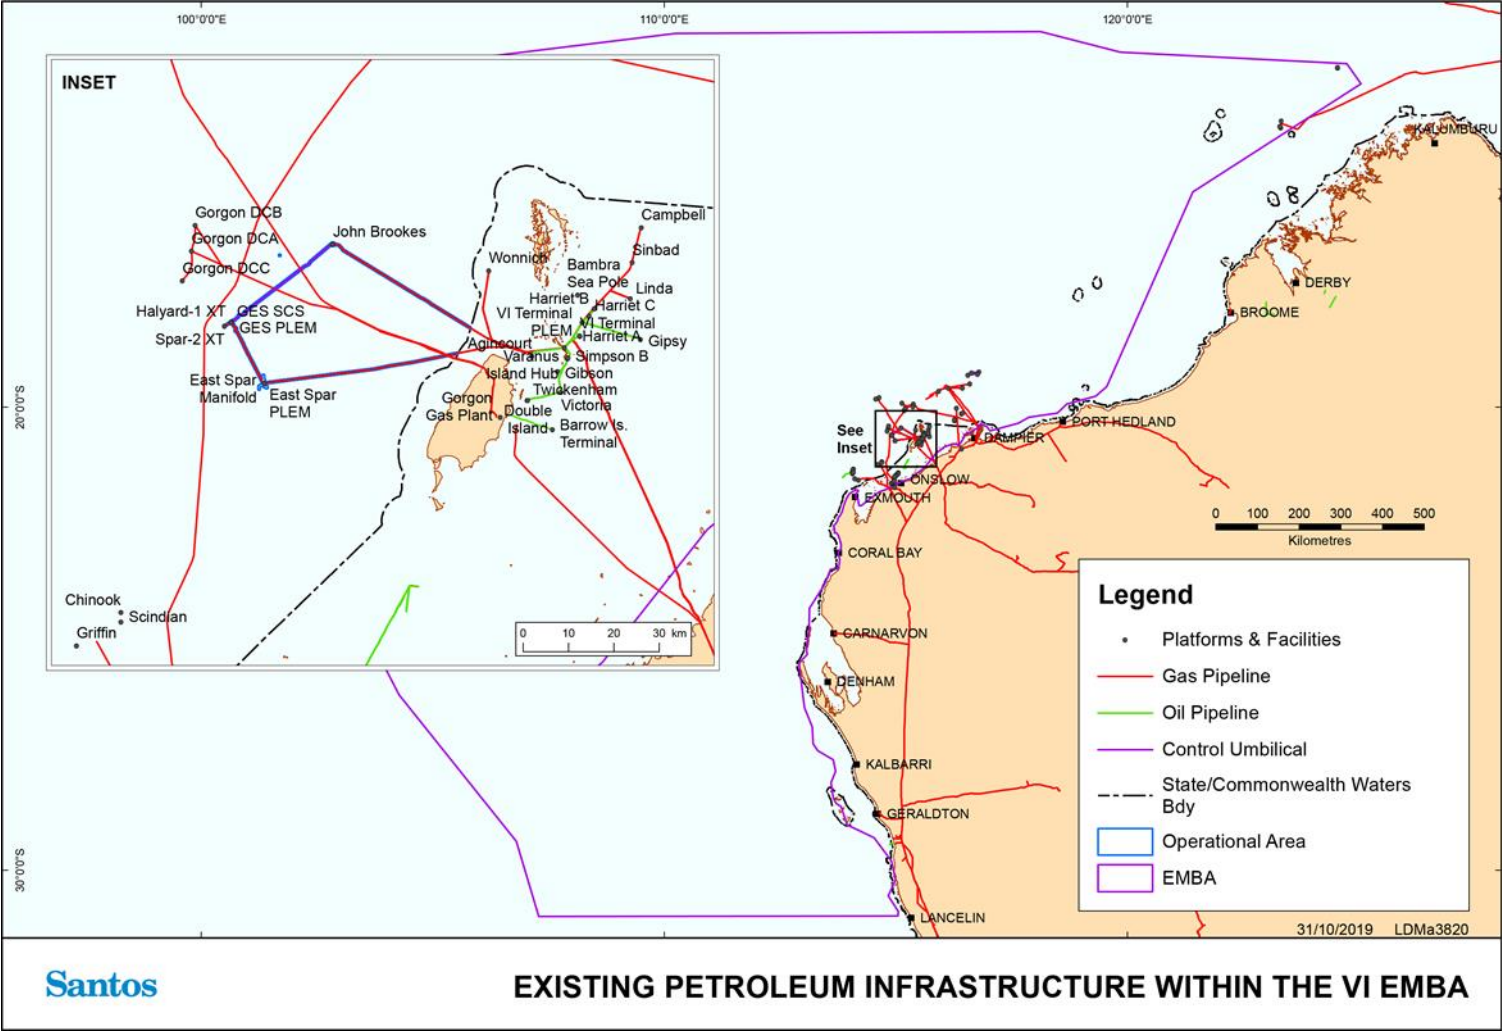 100°0'0"E
110°0'0"E
120°0'0"E
20°0'0"S
30°0'0"S
INSET
Gorgon DCB
Gorgon DCA
Gorgon DCC
John Brookes
Halyard-1 XT
GES SCS
GES PLEM
Spar-2 XT
East Spar
Manifold
East Spar
PLEM
Wonnich
Campbell
Sinbad
Bambra
Sea Pole
Linda
Harriet B
Harriet C
VI Terminal
PLEM
VI Terminal
Harriet A
Gipsy
Agincourt
Varanus
Island Hub
Simpson B
Gibson
Twickenham
Victoria
Gorgon
Gas Plant
Double
Island
Barrow Is.
Terminal
Chinook
Scindian
Griffin
0 10 20 30 km
KALUMBURU
DERBY
BROOME
PORT HEDLAND
DAMPIER
See
Inset
ONSLOW
EXMOUTH
CORAL BAY
CARNARVON
DENHAM
KALBARRI
GERALDTON
LANCELIN
0 100 200 300 400 500
Kilometres
Legend
Platforms & Facilities
Gas Pipeline
Oil Pipeline
Control Umbilical
State/Commonwealth Waters
Bdy
Operational Area
EMBA
31/10/2019 LDMa3820
Santos
EXISTING PETROLEUM INFRASTRUCTURE WITHIN THE VI EMBA